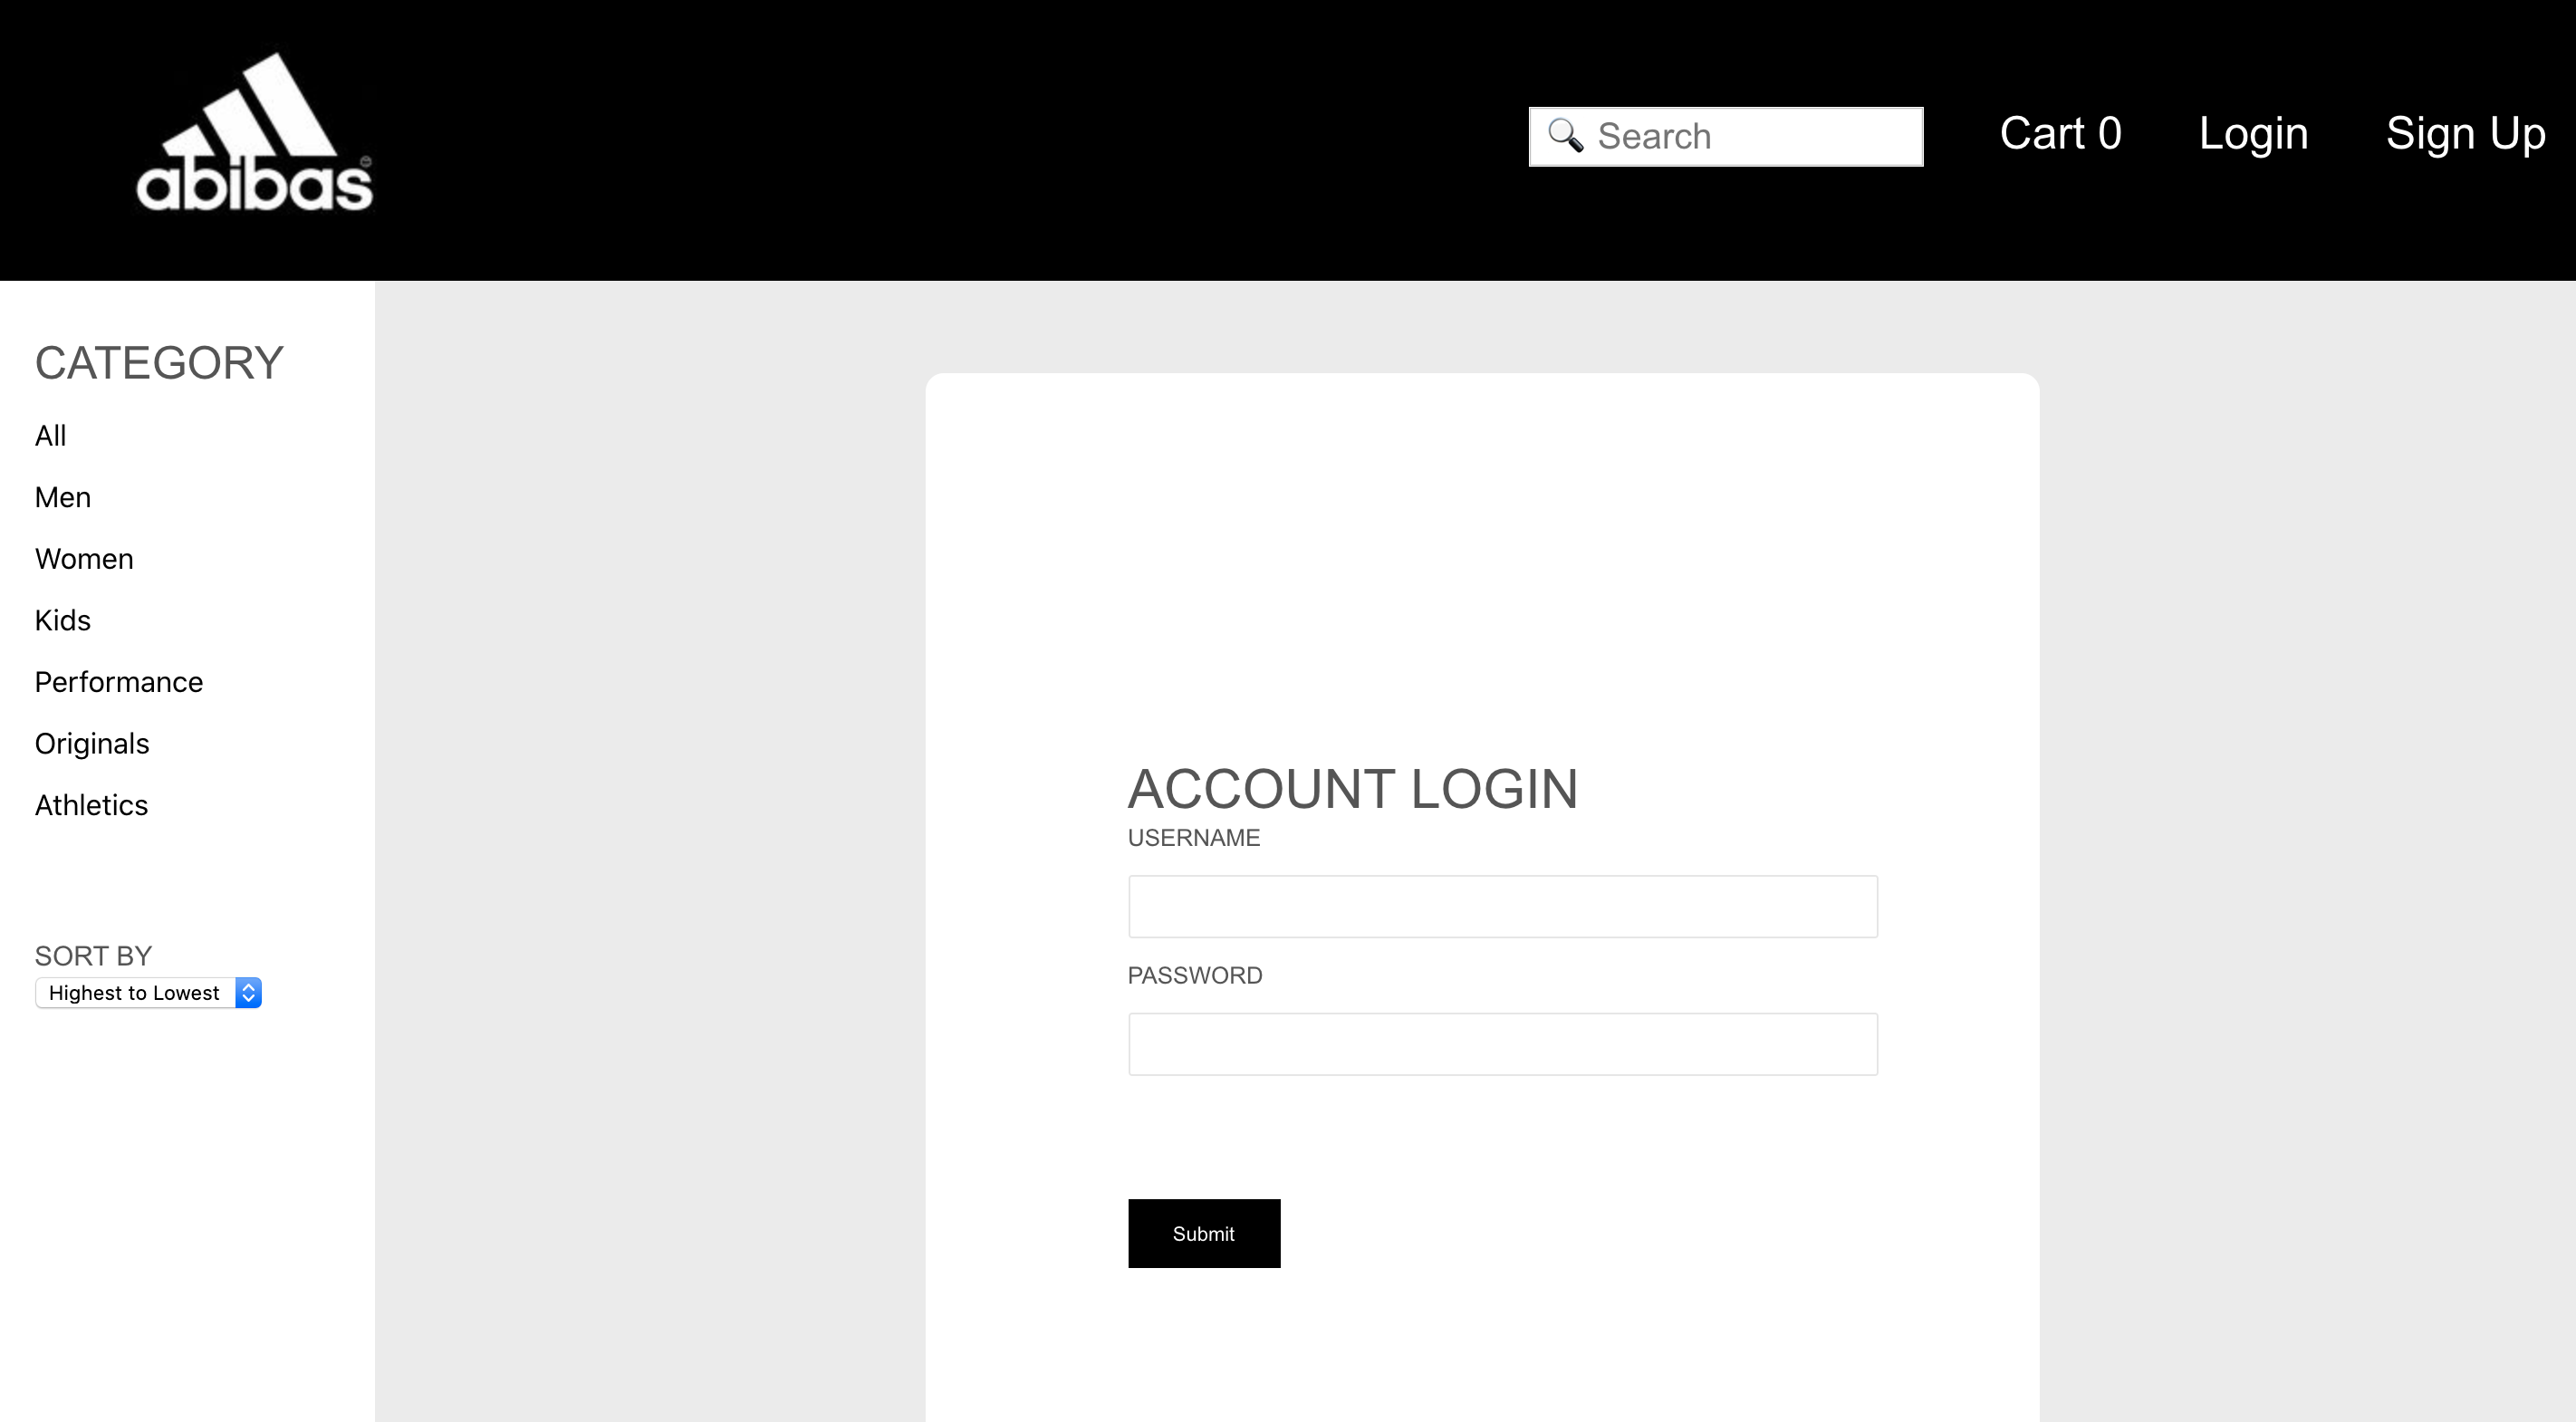 abibas
Search
Cart 0
Login
Sign Up
CATEGORY
All
Men
Women
Kids
Performance
Originals
Athletics
SORT BY
Highest to Lowest
ACCOUNT LOGIN
USERNAME
PASSWORD
Submit